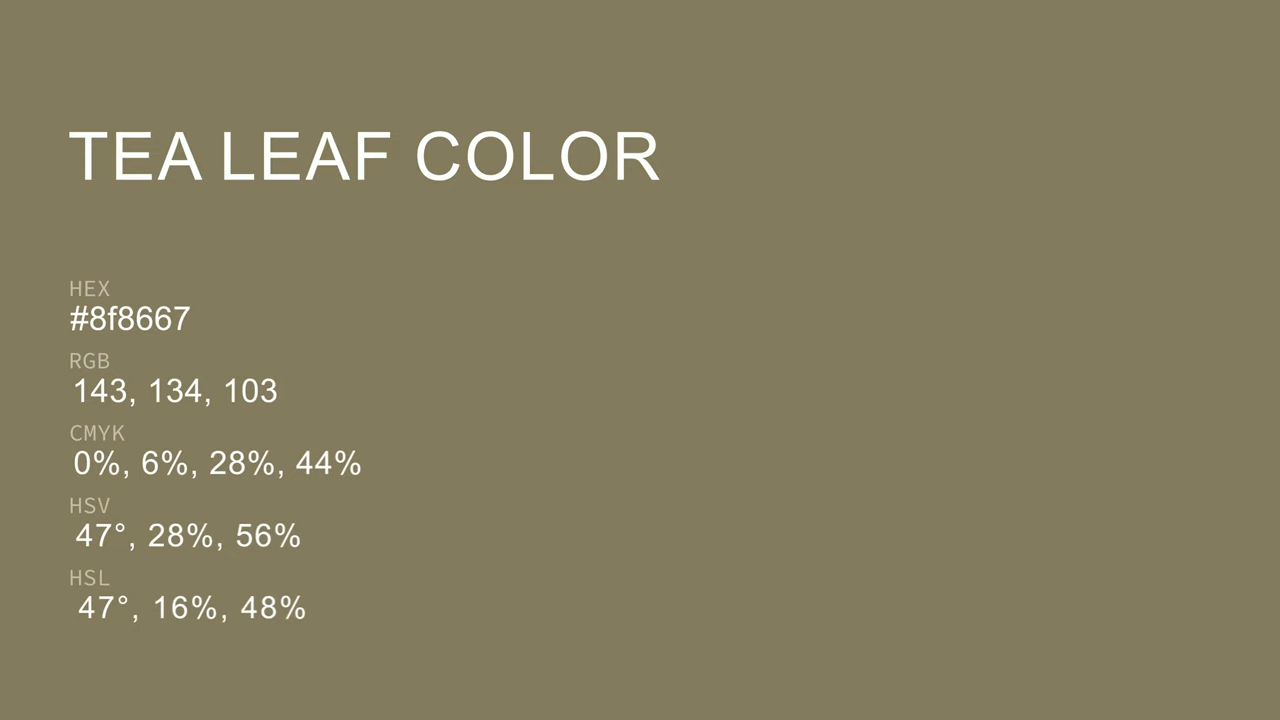 TEA LEAF COLOR
HEX
#8f8667
RGB
143, 134, 103
CMYK
0%, 6%, 28%, 44%
HSV
47°, 28%, 56%
HSL
47°, 16%, 48%